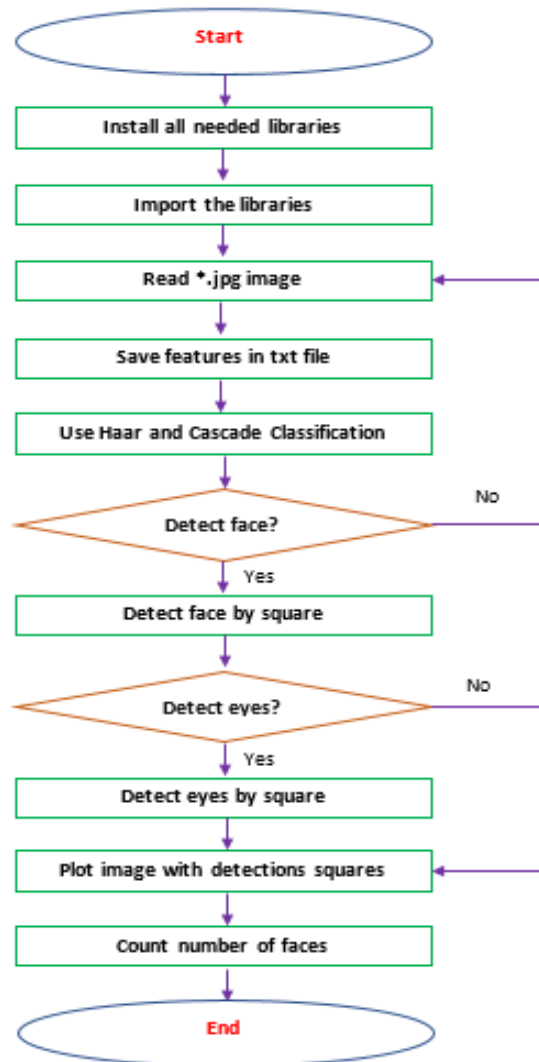 Start
Install all needed libraries
Import the libraries
Read *.jpg image
Save features in txt file
Use Haar and Cascade Classification
Detect face?
No
Yes
Detect face by square
Detect eyes?
No
Yes
Detect eyes by square
Plot image with detections squares
Count number of faces
End